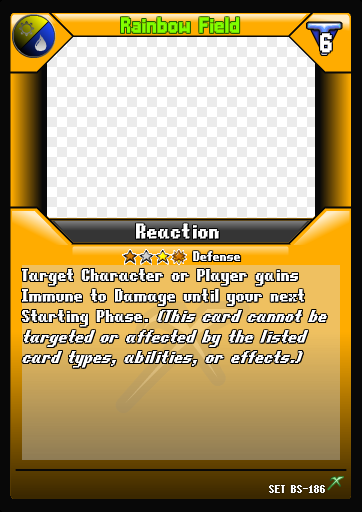 Rainbow Field
6
Reaction
Defense
Target Character or Player gains
Immune to Damage until your next
Starting Phase. (This card cannot be
targeted or affected by the listed
card types, abilities, or effects.)
SET BS-186